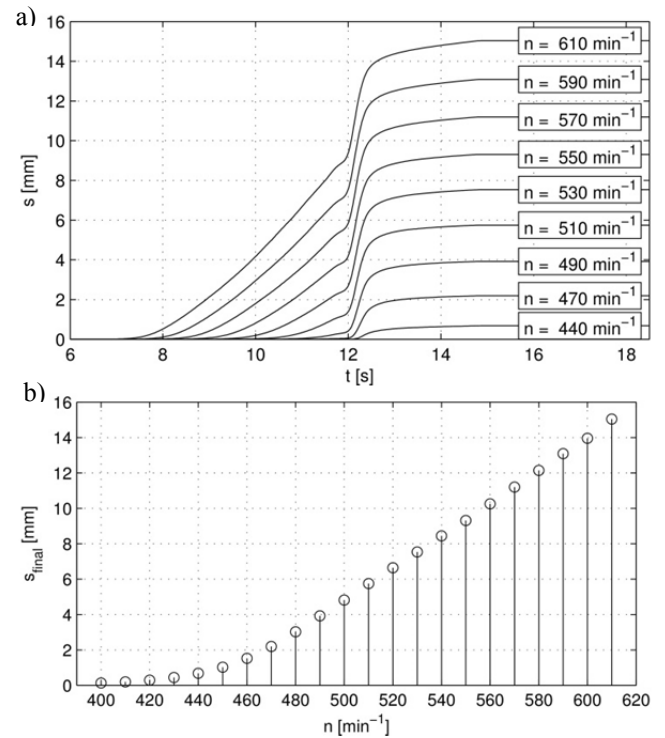 a)
16
14
12
10
8
6
4
2
0
s [mm]
n = 610 min⁻¹
n = 590 min⁻¹
n = 570 min⁻¹
n = 550 min⁻¹
n = 530 min⁻¹
n = 510 min⁻¹
n = 490 min⁻¹
n = 470 min⁻¹
n = 440 min⁻¹
6 8 10 12 14 16 18
t [s]
b)
16
14
12
10
8
6
4
2
0
s_final [mm]
400 420 440 460 480 500 520 540 560 580 600 620
n [min⁻¹]